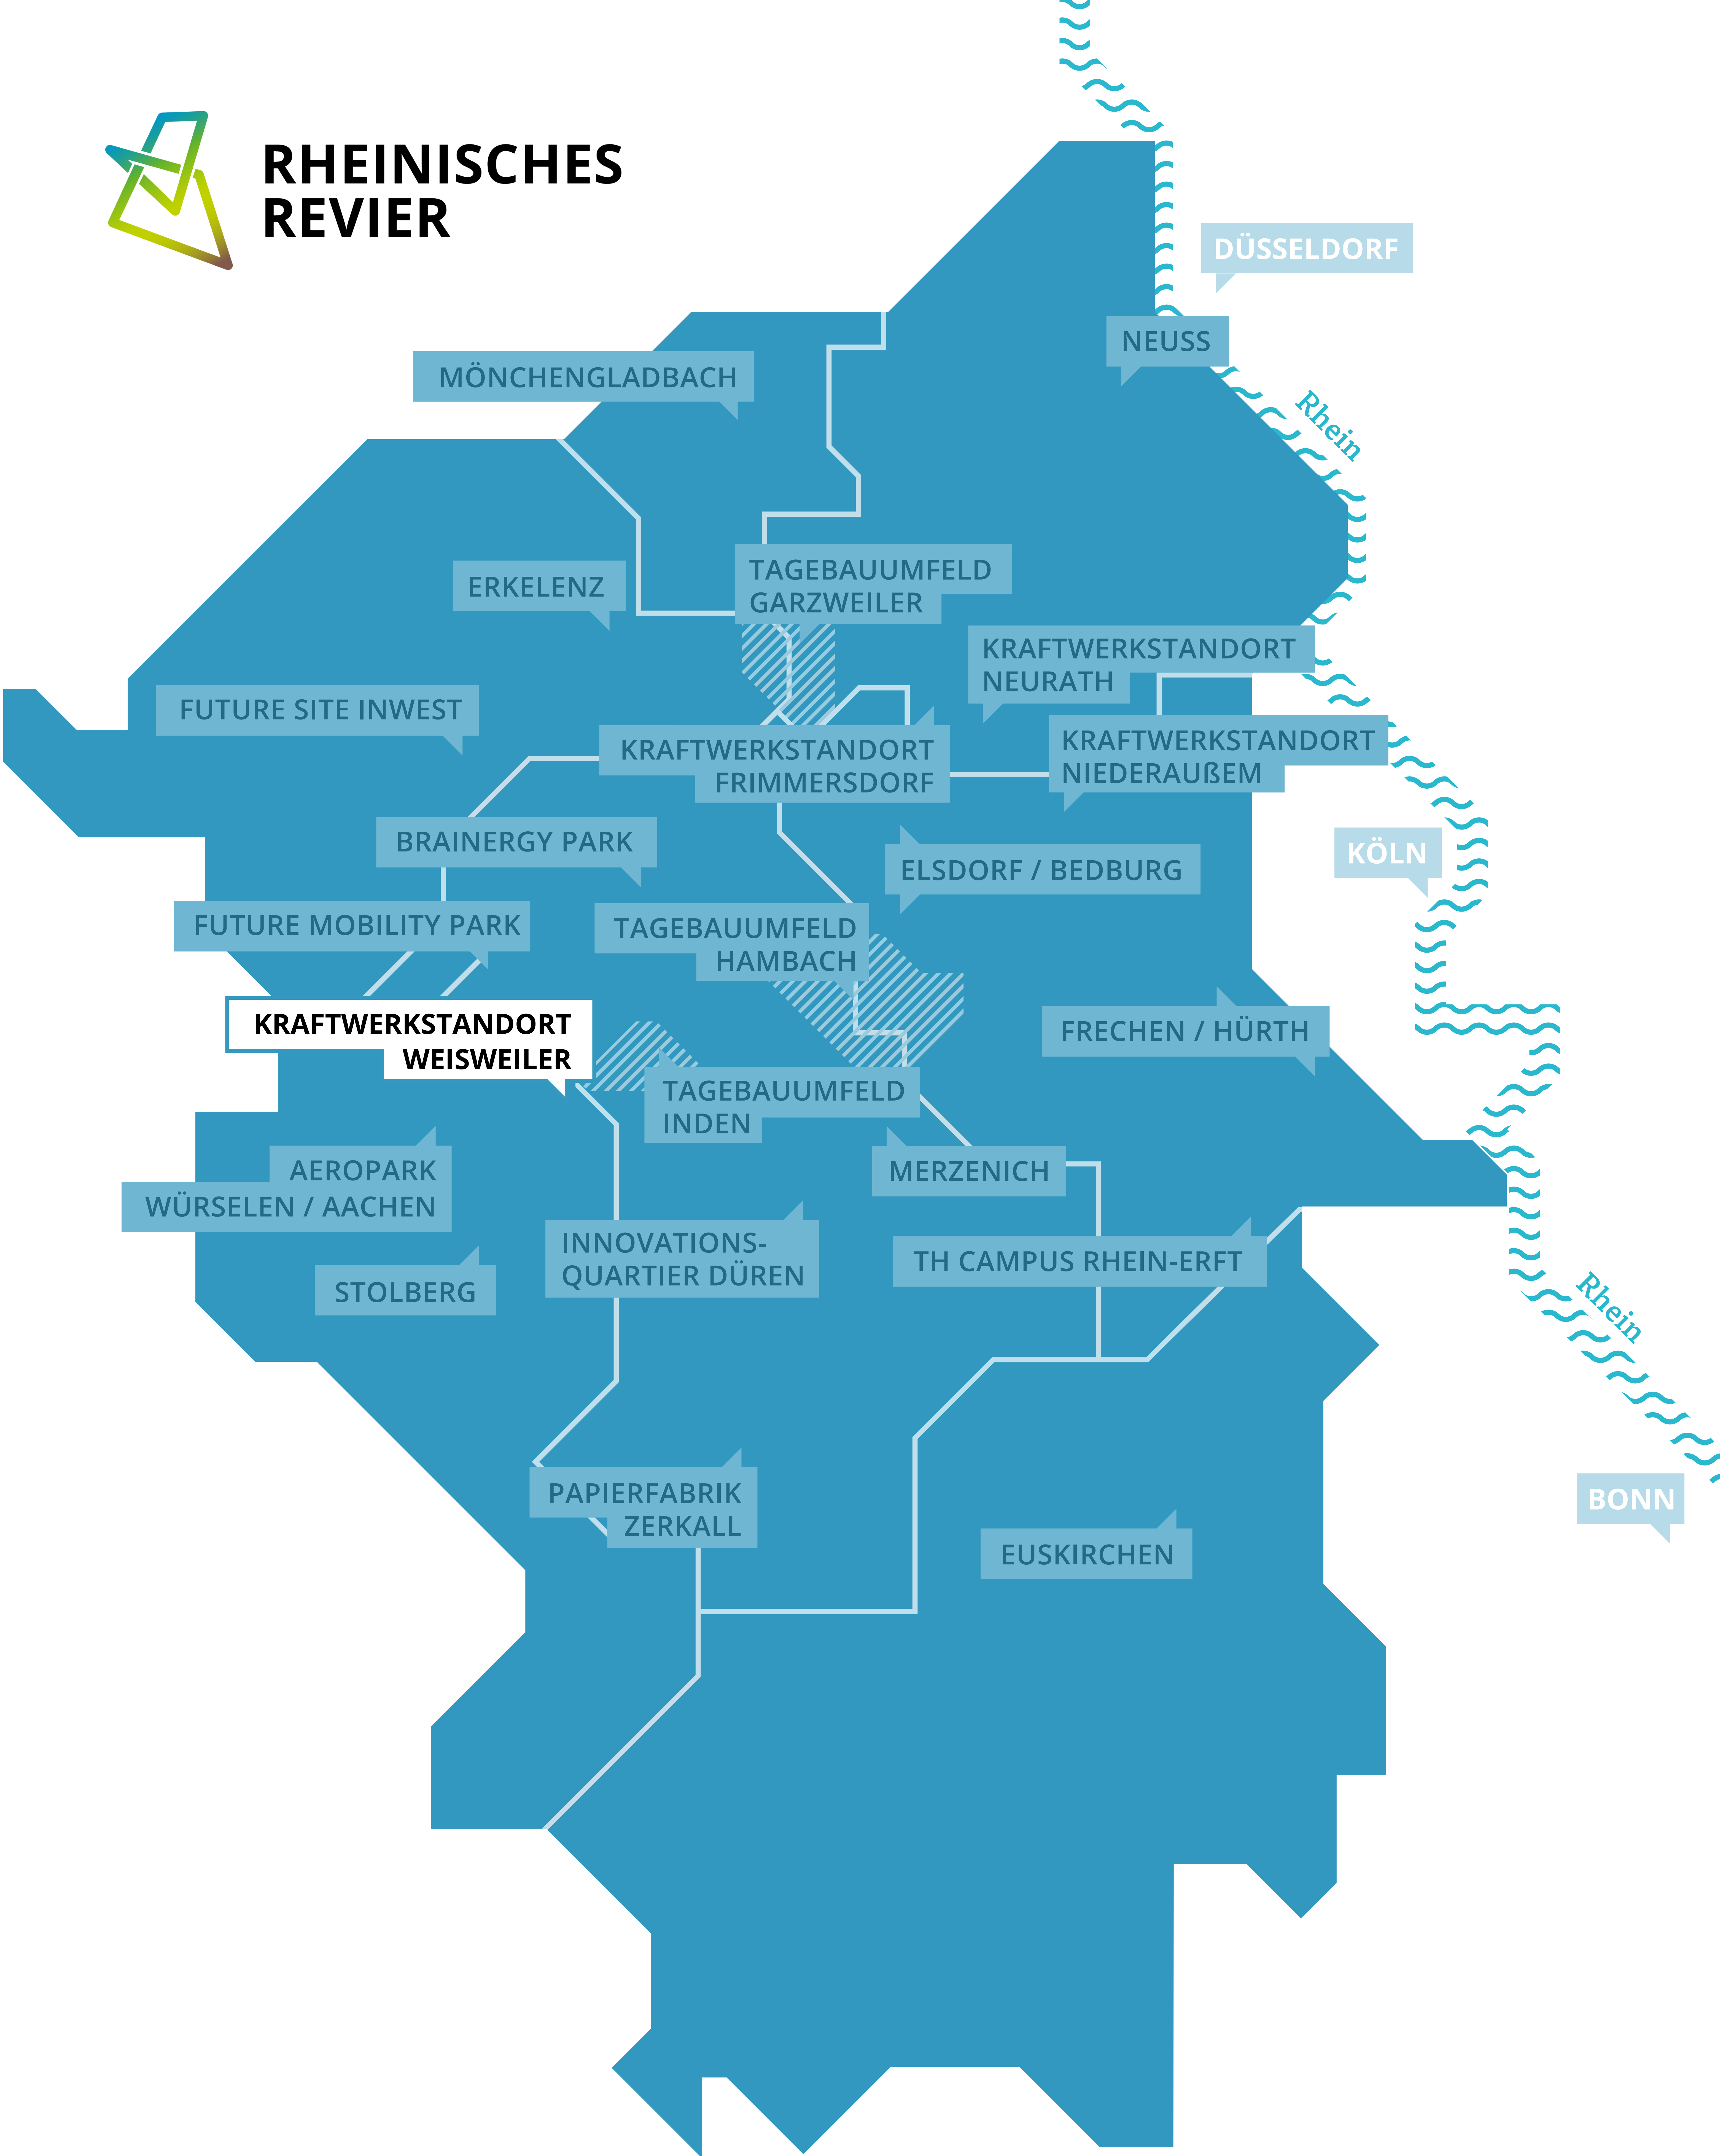 RHEINISCHES
REVIER
DÜSSELDORF
NEUSS
MÖNCHENGLADBACH
Rhein
ERKELENZ
TAGEBAUUMFELD
GARZWEILER
KRAFTWERKSTANDORT
NEURATH
FUTURE SITE INWEST
KRAFTWERKSTANDORT
FRIMMERSDORF
KRAFTWERKSTANDORT
NIEDERAUßEM
BRAINERGY PARK
ELSDORF / BEDBURG
KÖLN
FUTURE MOBILITY PARK
TAGEBAUUMFELD
HAMBACH
KRAFTWERKSTANDORT
WEISWEILER
FRECHEN / HÜRTH
TAGEBAUUMFELD
INDEN
AEROPARK
WÜRSELEN / AACHEN
MERZENICH
INNOVATIONS-
QUARTIER DÜREN
TH CAMPUS RHEIN-ERFT
STOLBERG
Rhein
PAPIERFABRIK
ZERKALL
BONN
EUSKIRCHEN